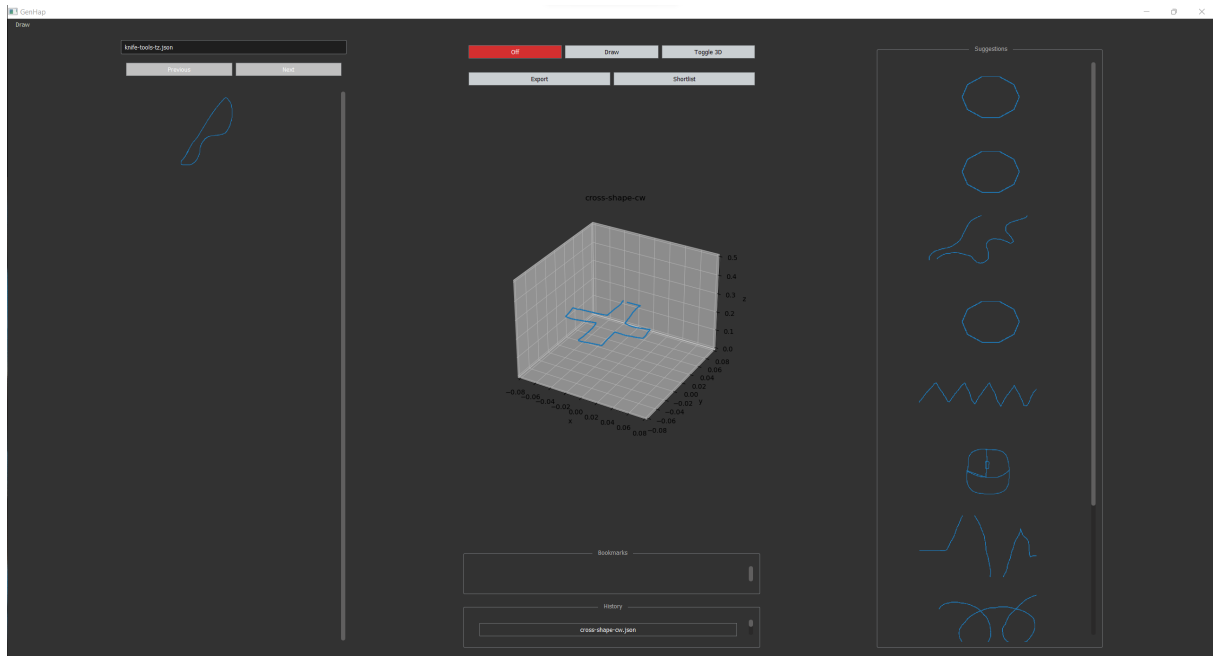 GenHap
Draw
knife-tools-tz.json
Previous Next
Off Draw Toggle 3D
Export Shortlist
cross-shape-cw
0.5
0.4
0.3
z
0.2
0.1
0.0
0.08
0.06
0.04
0.02
0.00
−0.02
y
−0.04
−0.06
−0.08
−0.08
−0.06
−0.04
−0.02
0.00
0.02
0.04
0.06
0.08
x
Bookmarks
History
cross-shape-cw.json
Suggestions